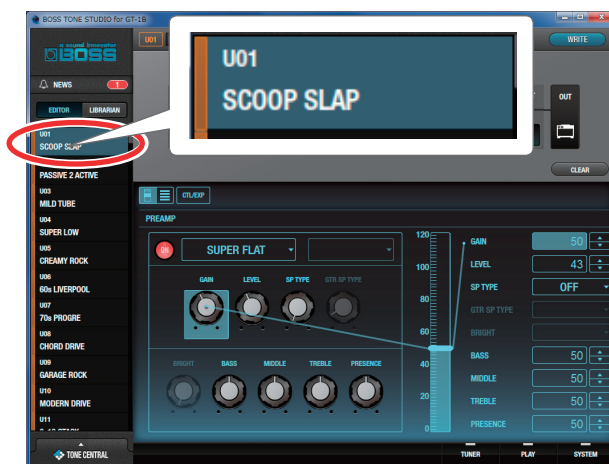 BOSS TONE STUDIO for GT-1B
a sound innovator
BOSS
U01
WRITE
NEWS
1
EDITOR
LIBRARIAN
U01
SCOOP SLAP
U01
SCOOP SLAP
PASSIVE 2 ACTIVE
U03
MILD TUBE
U04
SUPER LOW
U05
CREAMY ROCK
U06
60s LIVERPOOL
U07
70s PROGRE
U08
CHORD DRIVE
U09
GARAGE ROCK
U10
MODERN DRIVE
U11
TONE CENTRAL
OUT
CLEAR
CTL/EXP
PREAMP
ON
SUPER FLAT
GAIN
LEVEL
SP TYPE
GTR SP TYPE
BRIGHT
BASS
MIDDLE
TREBLE
PRESENCE
120
100
80
60
40
20
0
GAIN 50
LEVEL 43
SP TYPE OFF
GTR SP TYPE
BRIGHT
BASS 50
MIDDLE 50
TREBLE 50
PRESENCE 50
TUNER
PLAY
SYSTEM